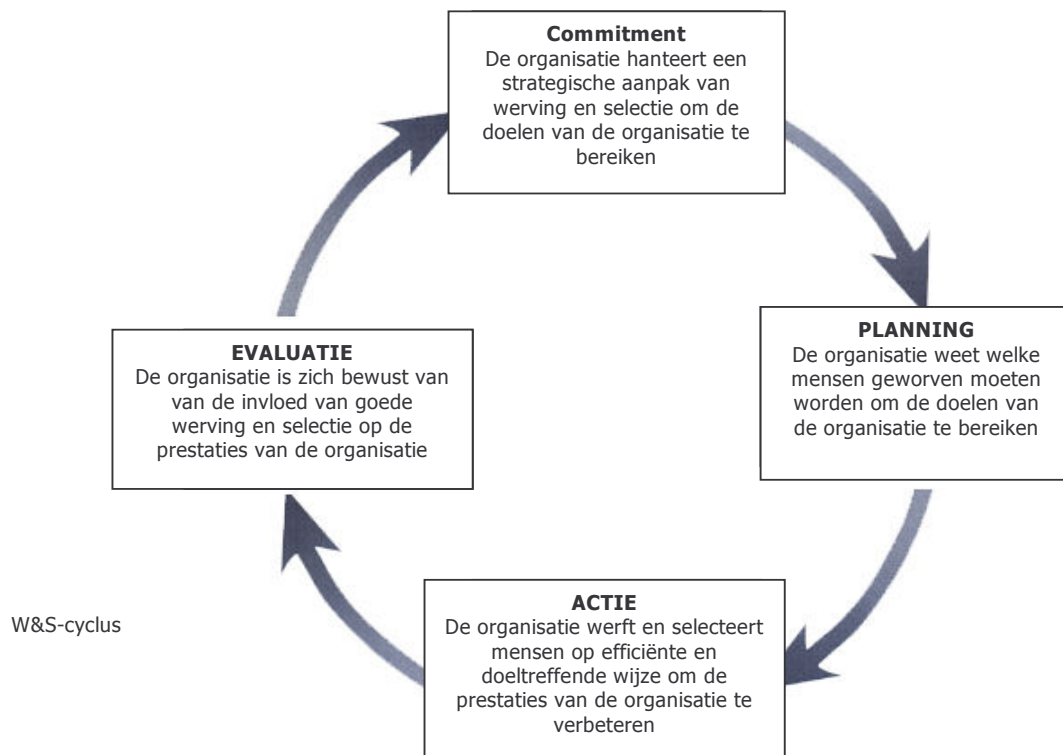 Commitment
De organisatie hanteert een
strategische aanpak van
werving en selectie om de
doelen van de organisatie te
bereiken
PLANNING
De organisatie weet welke
mensen geworven moeten
worden om de doelen van
de organisatie te bereiken
ACTIE
De organisatie werft en selecteert
mensen op efficiënte en
doeltreffende wijze om de
prestaties van de organisatie te
verbeteren
EVALUATIE
De organisatie is zich bewust van
van de invloed van goede
werving en selectie op de
prestaties van de organisatie
W&S-cyclus